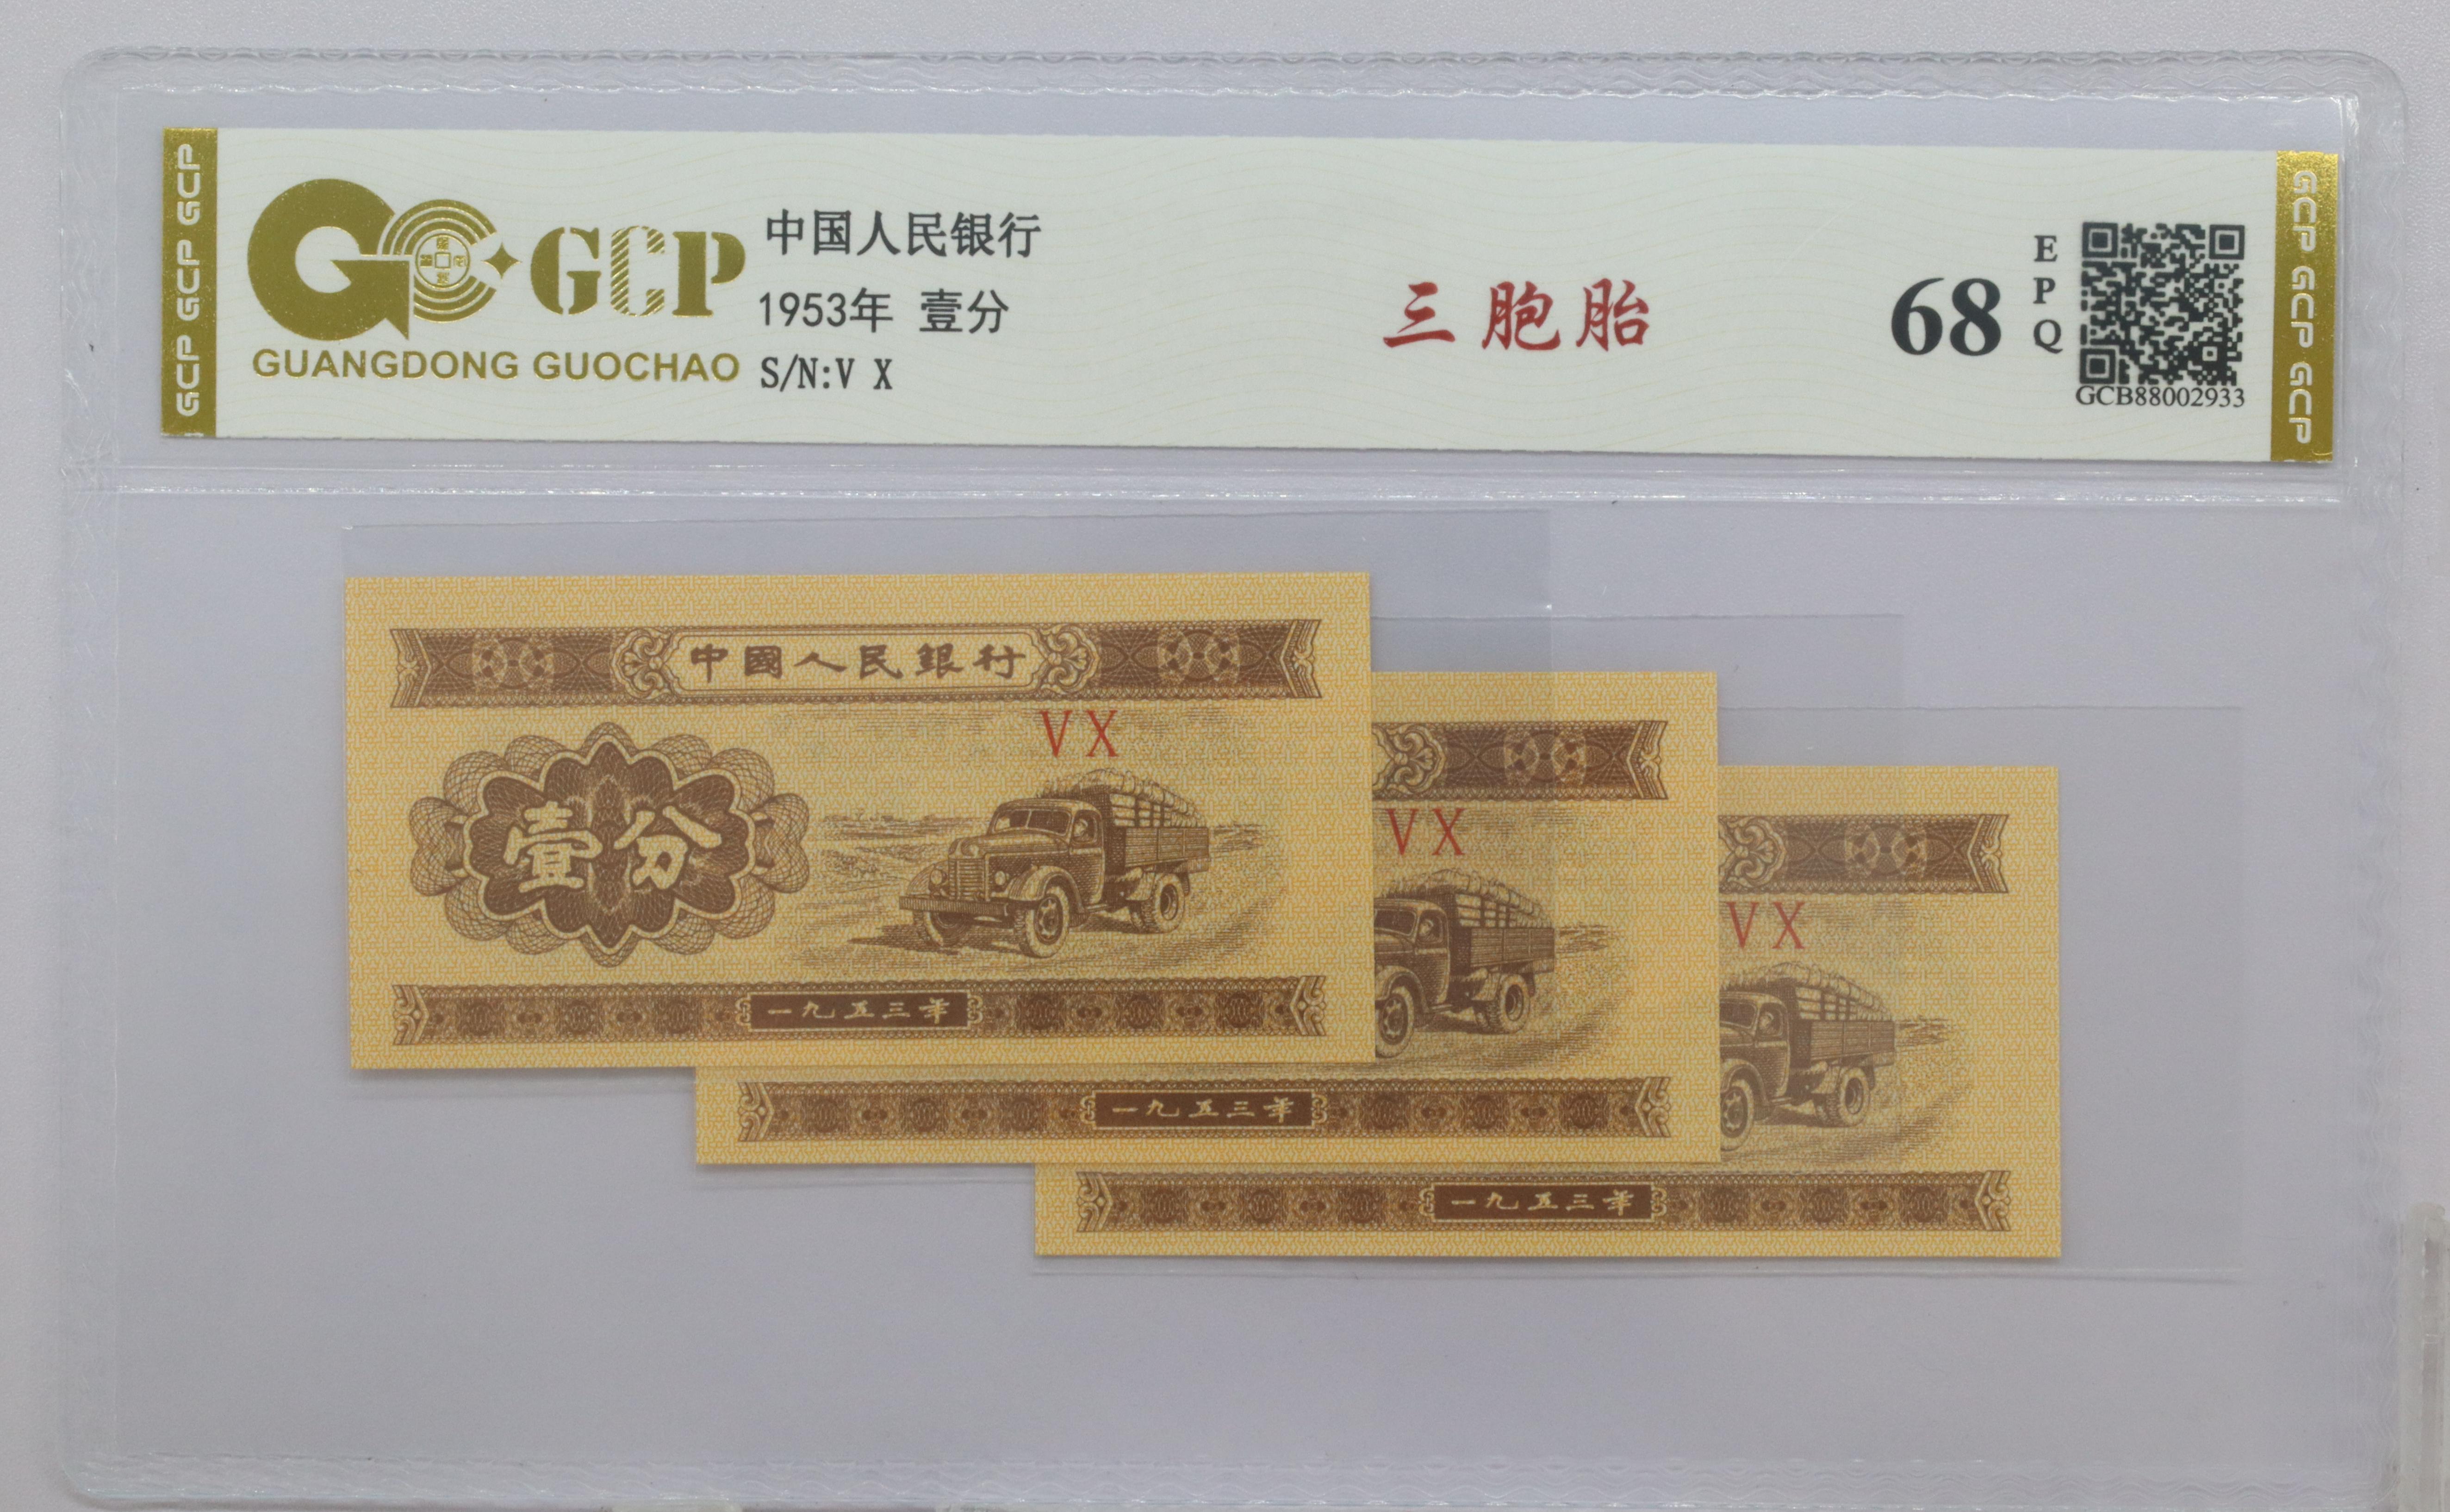 GCP GCP GCP
GCP
GUANGDONG GUOCHAO
中国人民银行
1953年 壹分
S/N:V X
三胞胎
68
EPQ
GCB88002933
GCP GCP GCP
中國人民銀行
VX
壹分
一九五三年
VX
一九五三年
VX
一九五三年